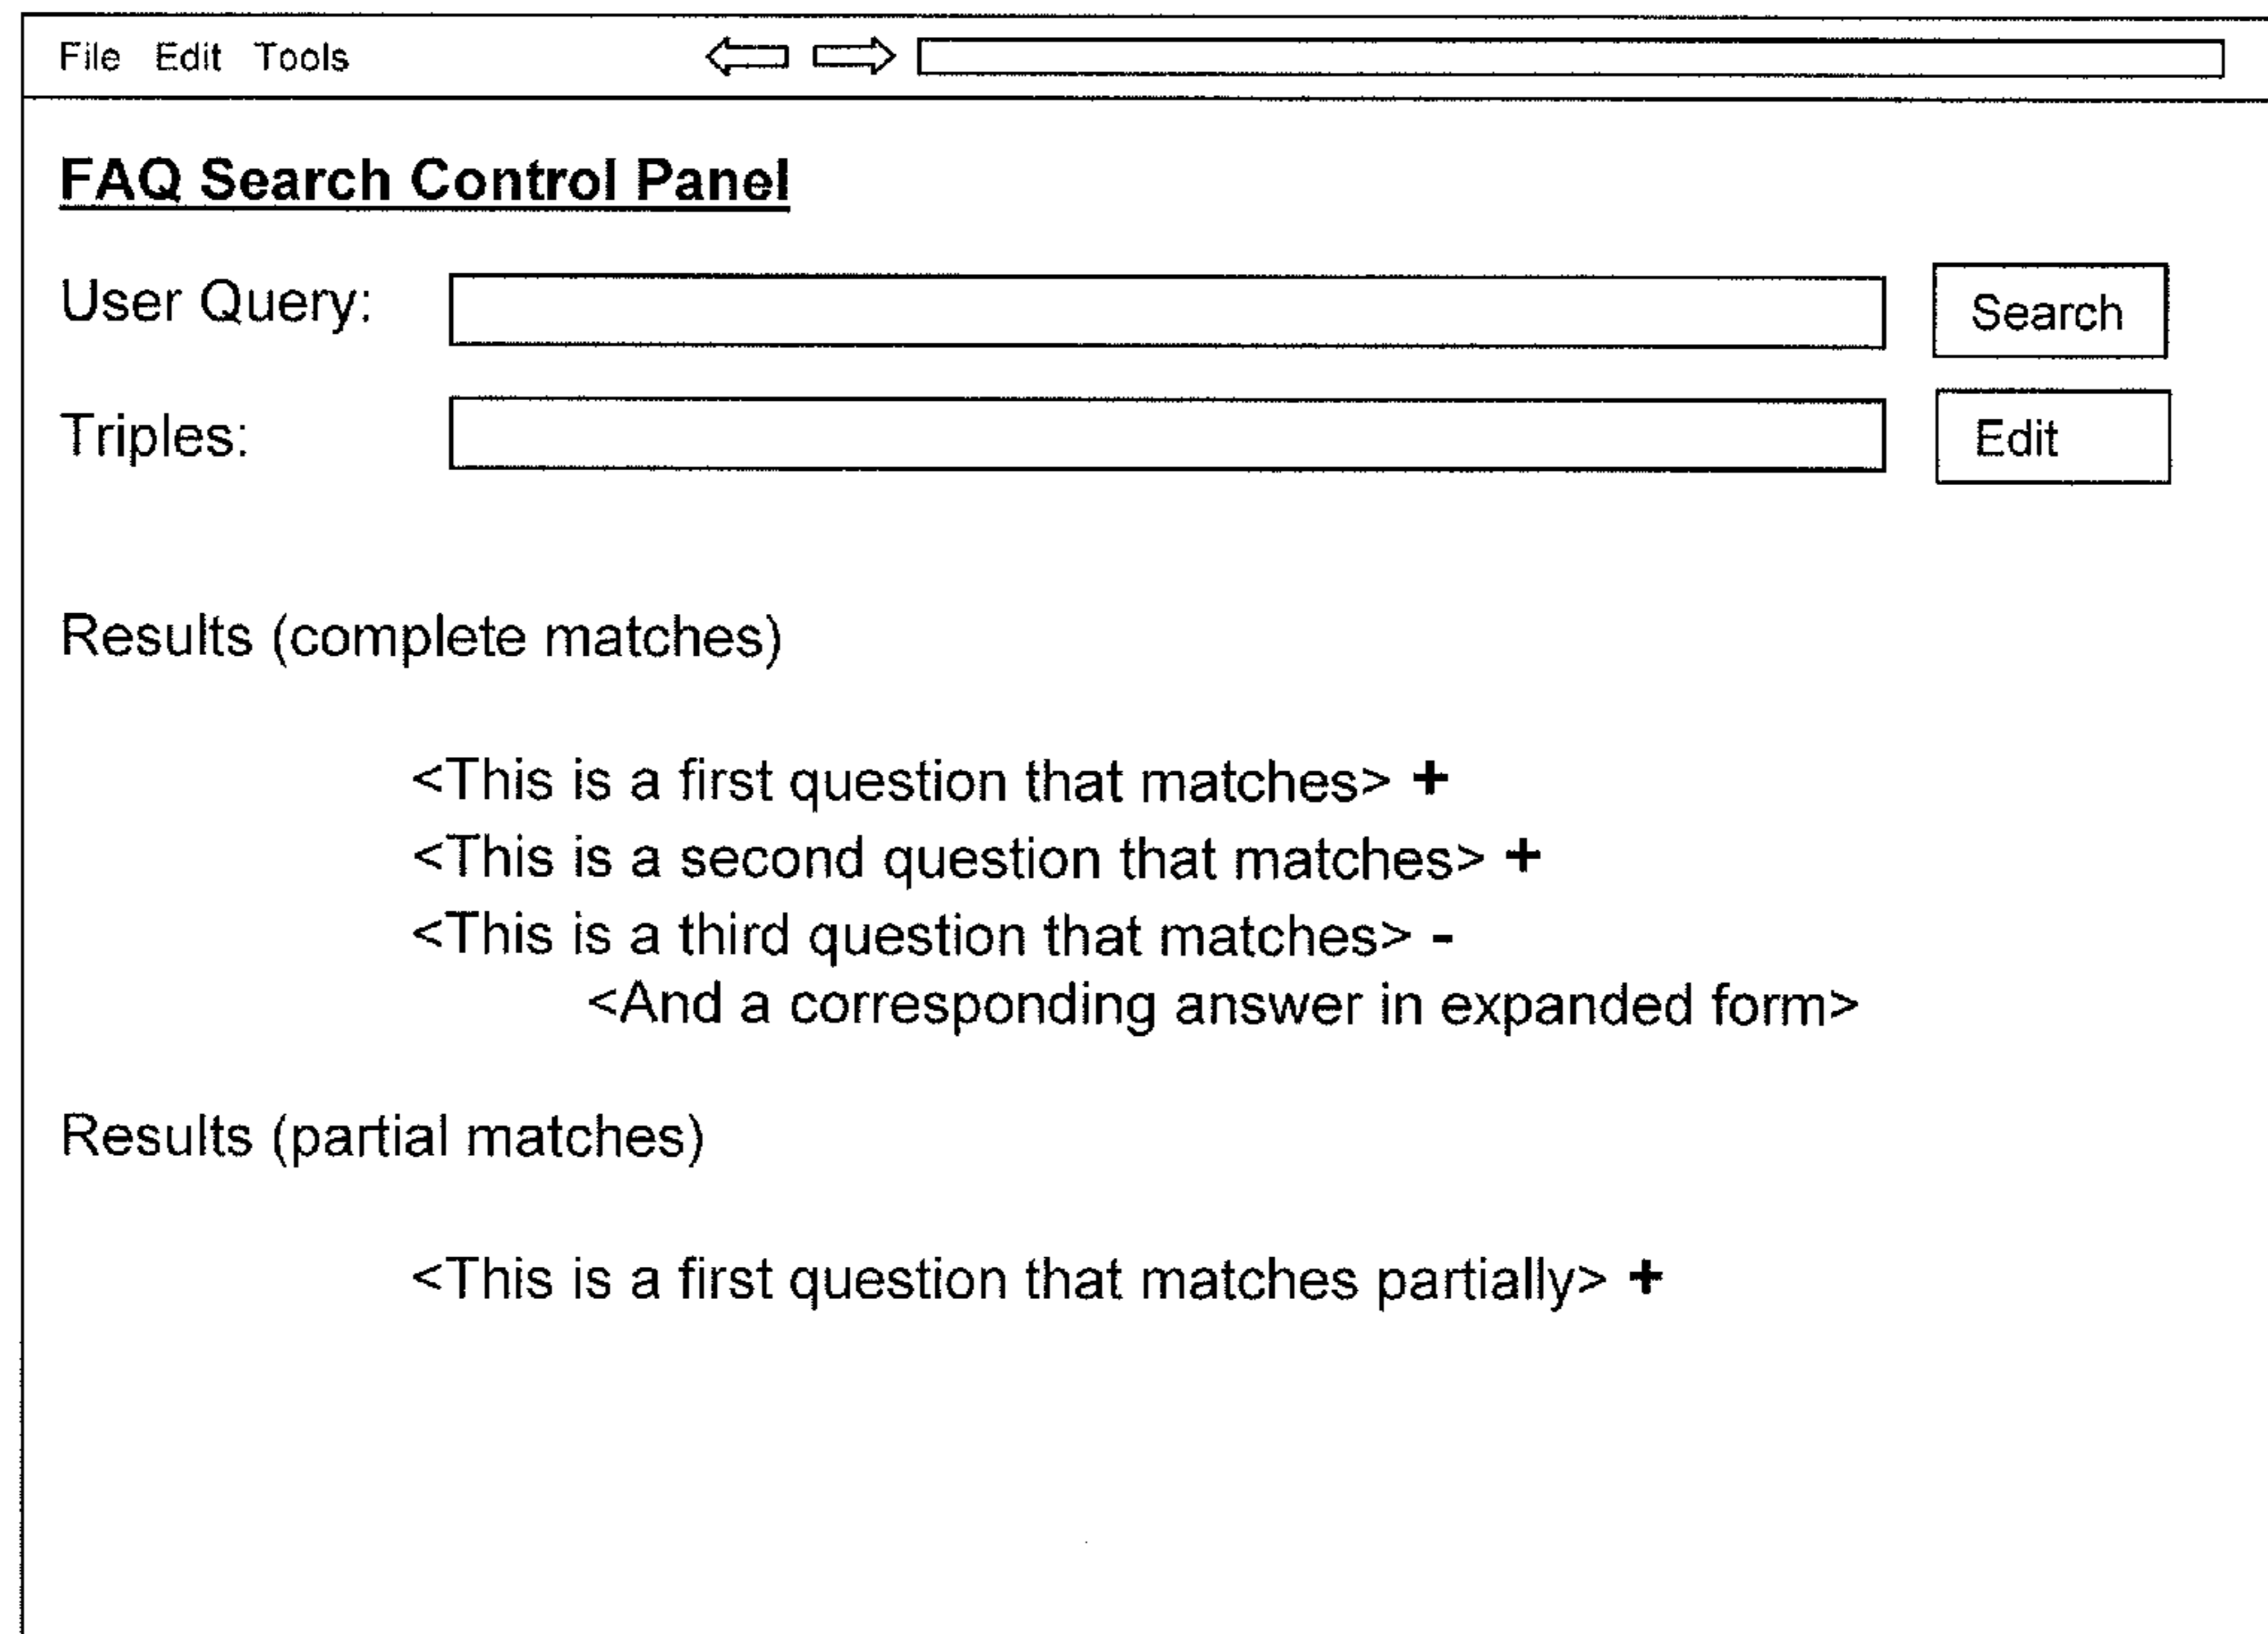 File Edit Tools
FAQ Search Control Panel
User Query: Search
Triples: Edit
Results (complete matches)
<This is a first question that matches> +
<This is a second question that matches> +
<This is a third question that matches> -
<And a corresponding answer in expanded form>
Results (partial matches)
<This is a first question that matches partially> +